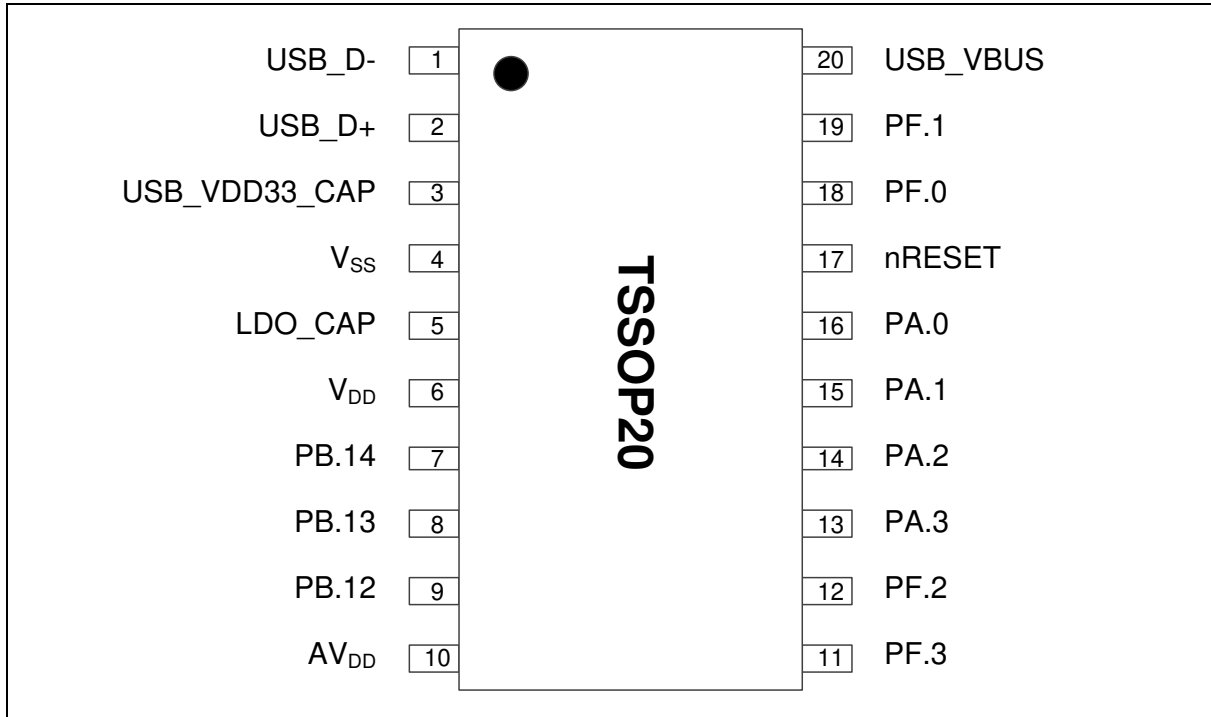 USB_D- 1 20 USB_VBUS
USB_D+ 2 19 PF.1
USB_VDD33_CAP 3 18 PF.0
VSS 4 17 nRESET
LDO_CAP 5 16 PA.0
VDD 6 15 PA.1
PB.14 7 14 PA.2
PB.13 8 13 PA.3
PB.12 9 12 PF.2
AVDD 10 11 PF.3
TSSOP20